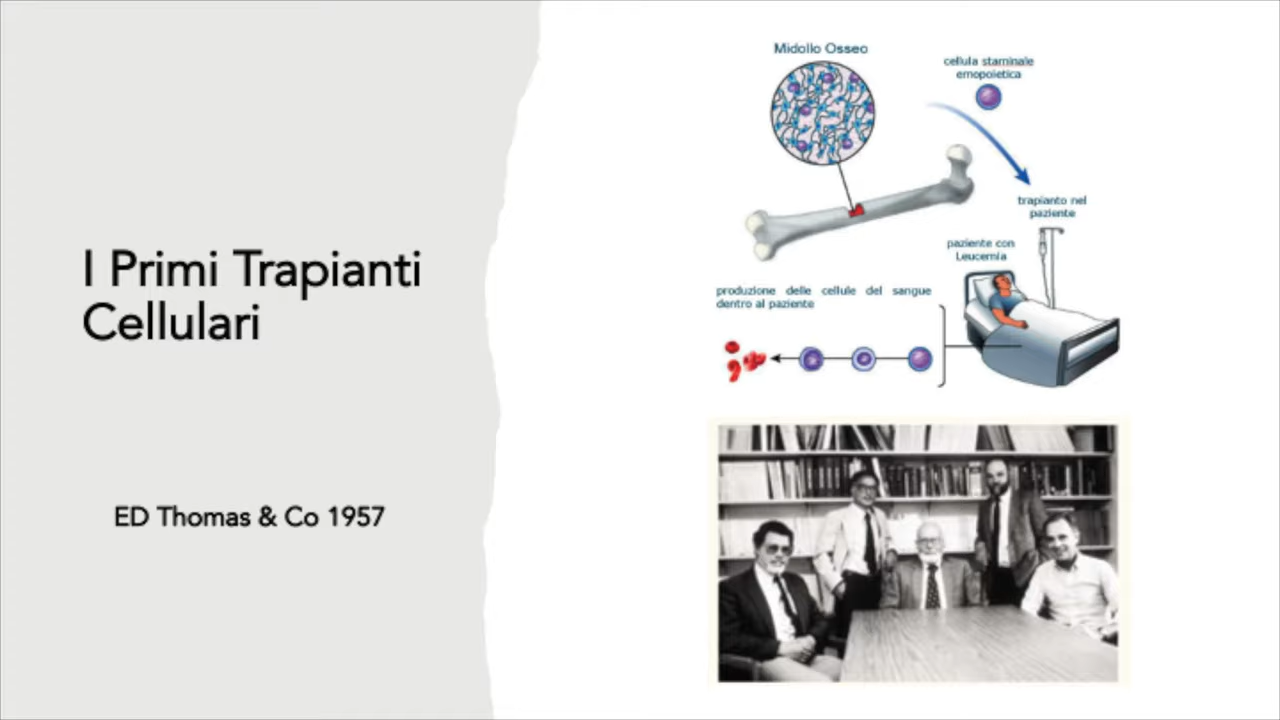 I Primi Trapianti
Cellulari
ED Thomas & Co 1957
Midollo Osseo
cellula staminale
emopoietica
trapianto nel
paziente
paziente con
Leucemia
produzione delle cellule del sangue
dentro al paziente